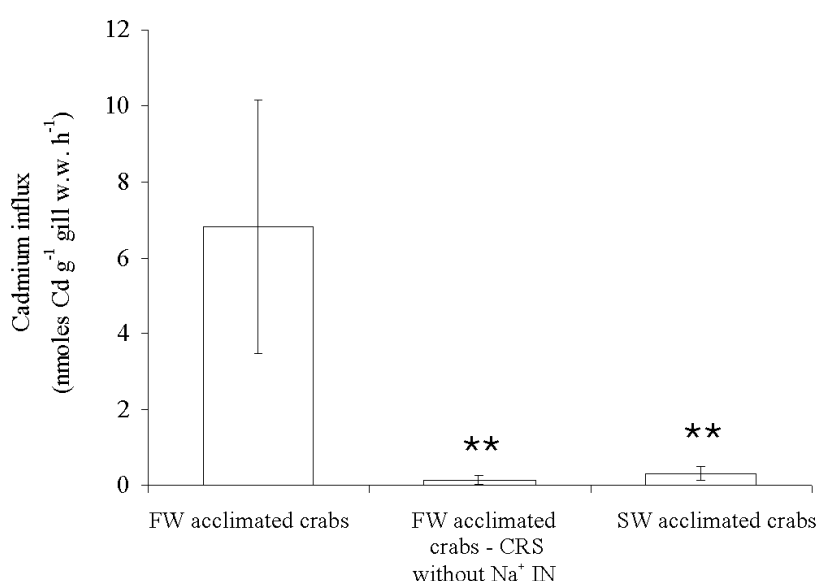 12
10
8
6
4
2
0
Cadmium influx
(nmoles Cd g⁻¹ gill w.w. h⁻¹)
**
**
FW acclimated crabs
FW acclimated
crabs - CRS
without Na⁺ IN
SW acclimated crabs